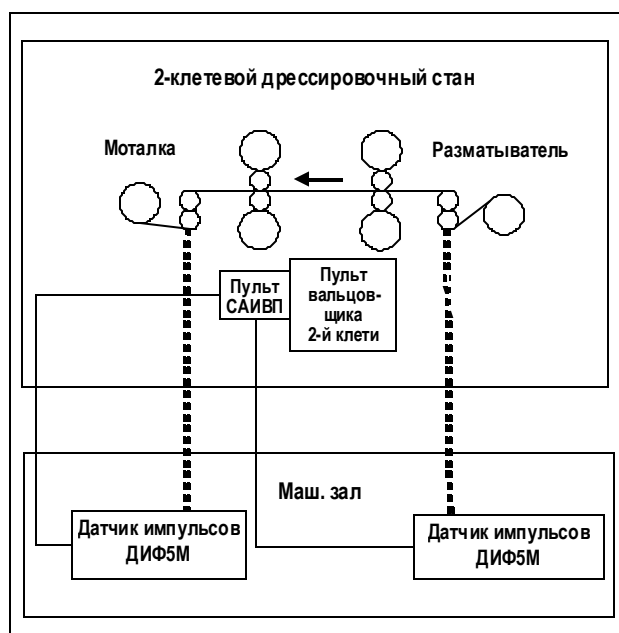 2-клетевой дрессировочный стан
Моталка
Разматыватель
Пульт
САИВП
Пульт
вальцов-
щика
2-й клети
Маш. зал
Датчик импульсов
ДИФ5М
Датчик импульсов
ДИФ5М